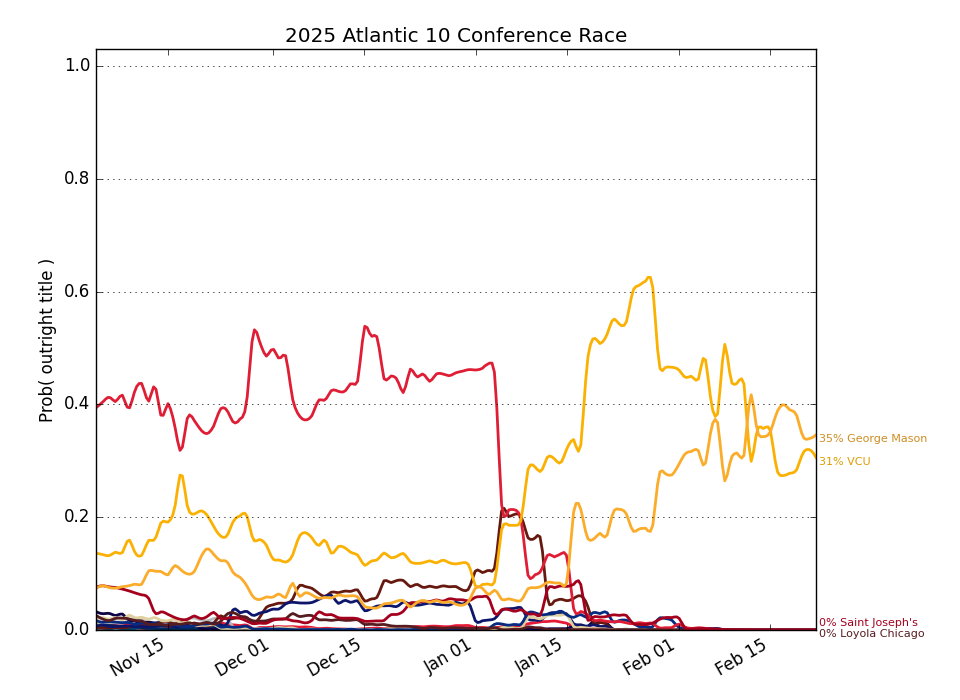 2025 Atlantic 10 Conference Race
Prob( outright title )
1.0
0.8
0.6
0.4
0.2
0.0
Nov 15
Dec 01
Dec 15
Jan 01
Jan 15
Feb 01
Feb 15
35% George Mason
31% VCU
0% Saint Joseph's
0% Loyola Chicago